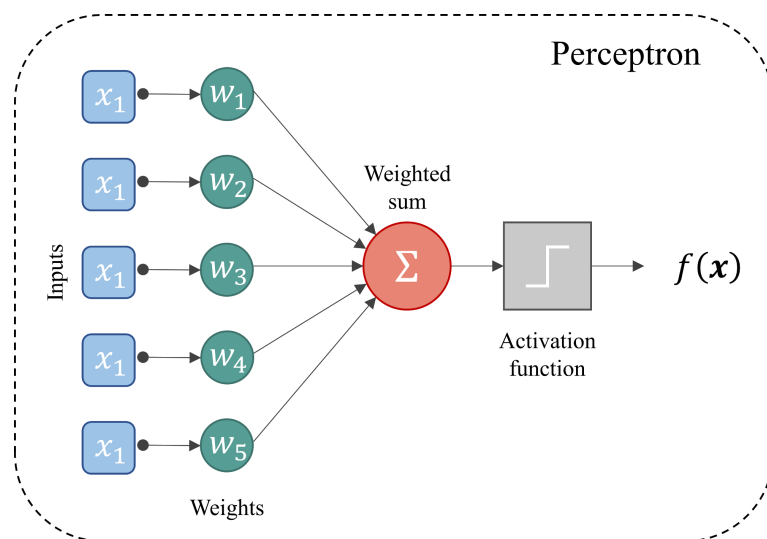 Perceptron
x₁
w₁
x₁
w₂
Weighted
sum
Inputs
x₁
w₃
Σ
f(x)
x₁
w₄
Activation
function
x₁
w₅
Weights